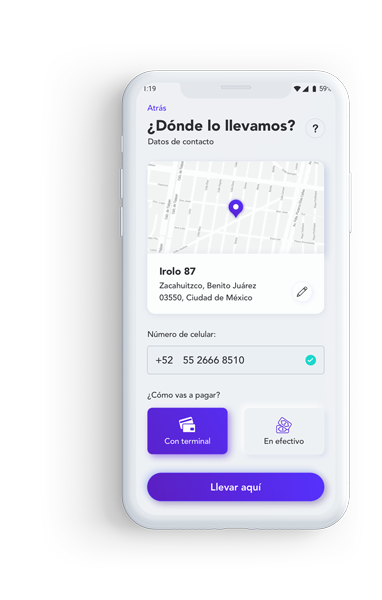 1:19
59%
Atrás
¿Dónde lo llevamos?
?
Datos de contacto
Irolo 87
Zacahuitzco, Benito Juárez
03550, Ciudad de México
Número de celular:
+52 55 2666 8510
¿Cómo vas a pagar?
Con terminal
En efectivo
Llevar aquí